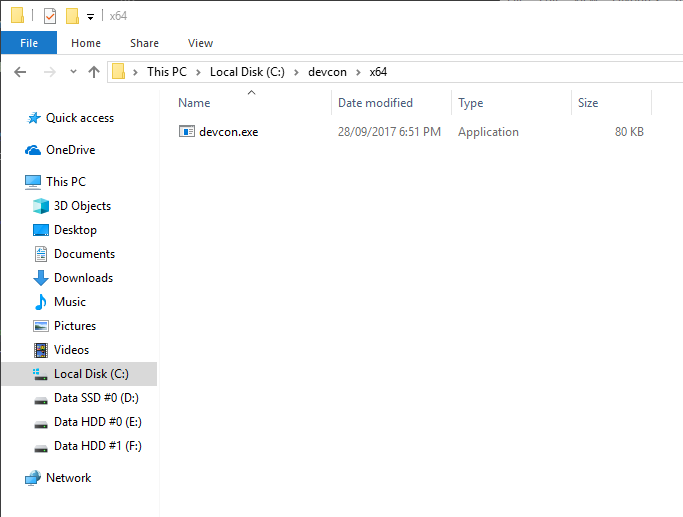 x64
File Home Share View
This PC Local Disk (C:) devcon x64
Name Date modified Type Size
devcon.exe 28/09/2017 6:51 PM Application 80 KB
Quick access
OneDrive
This PC
3D Objects
Desktop
Documents
Downloads
Music
Pictures
Videos
Local Disk (C:)
Data SSD #0 (D:)
Data HDD #0 (E:)
Data HDD #1 (F:)
Network